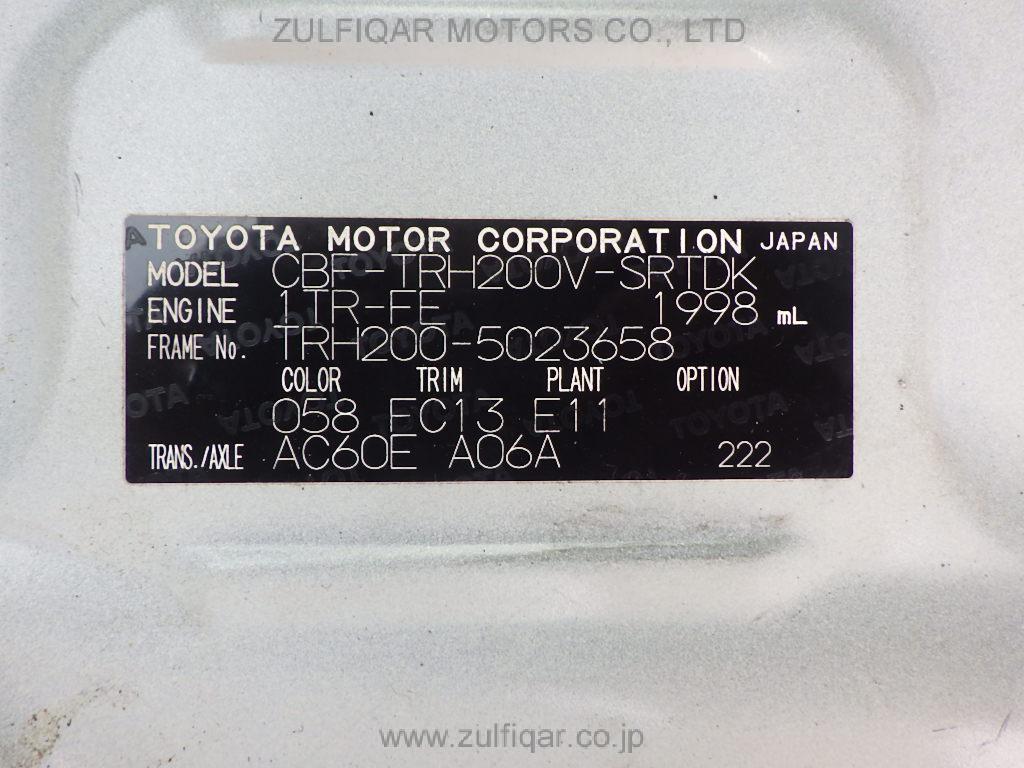 ZULFIQAR MOTORS CO., LTD
TOYOTA MOTOR CORPORATION JAPAN
MODEL CBF-TRH200V-SRTDK
ENGINE 1TR-FE 1998 mL
FRAME No. TRH200-5023658
COLOR TRIM PLANT OPTION
058 EC13 E11
TRANS./AXLE AC60E A06A 222
www.zulfiqar.co.jp